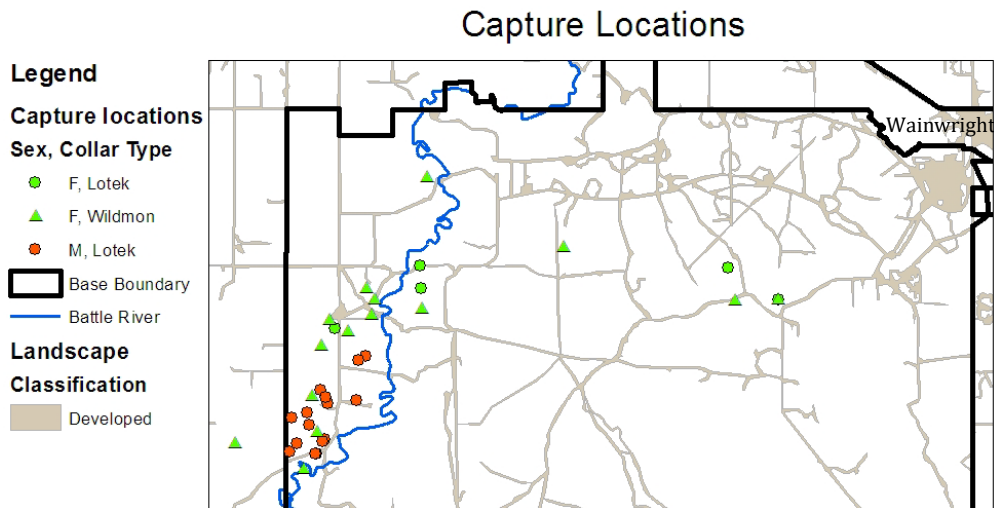 Capture Locations
Legend
Capture locations
Sex, Collar Type
F, Lotek
F, Wildmon
M, Lotek
Base Boundary
Battle River
Landscape
Classification
Developed
Wainwright